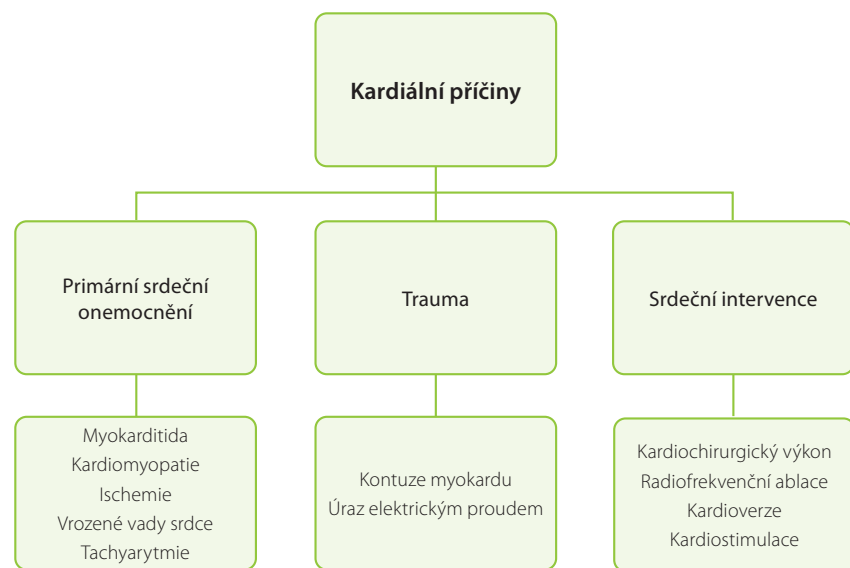 Kardiální příčiny
Primární srdeční
onemocnění
Trauma
Srdeční intervence
Myokarditida
Kardiomyopatie
Ischemie
Vrozené vady srdce
Tachyarytmie
Kontuze myokardu
Úraz elektrickým proudem
Kardiochirurgický výkon
Radiofrekvenční ablace
Kardioverze
Kardiostimulace